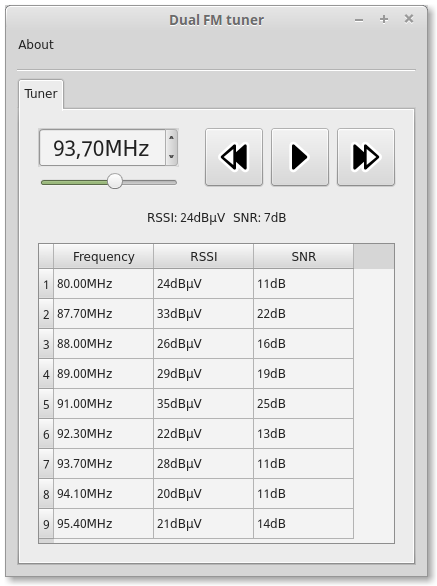 Dual FM tuner
About
Tuner
93,70MHz
RSSI: 24dBµV SNR: 7dB
Frequency RSSI SNR
1 80.00MHz 24dBµV 11dB
2 87.70MHz 33dBµV 22dB
3 88.00MHz 26dBµV 16dB
4 89.00MHz 29dBµV 19dB
5 91.00MHz 35dBµV 25dB
6 92.30MHz 22dBµV 13dB
7 93.70MHz 28dBµV 11dB
8 94.10MHz 20dBµV 11dB
9 95.40MHz 21dBµV 14dB